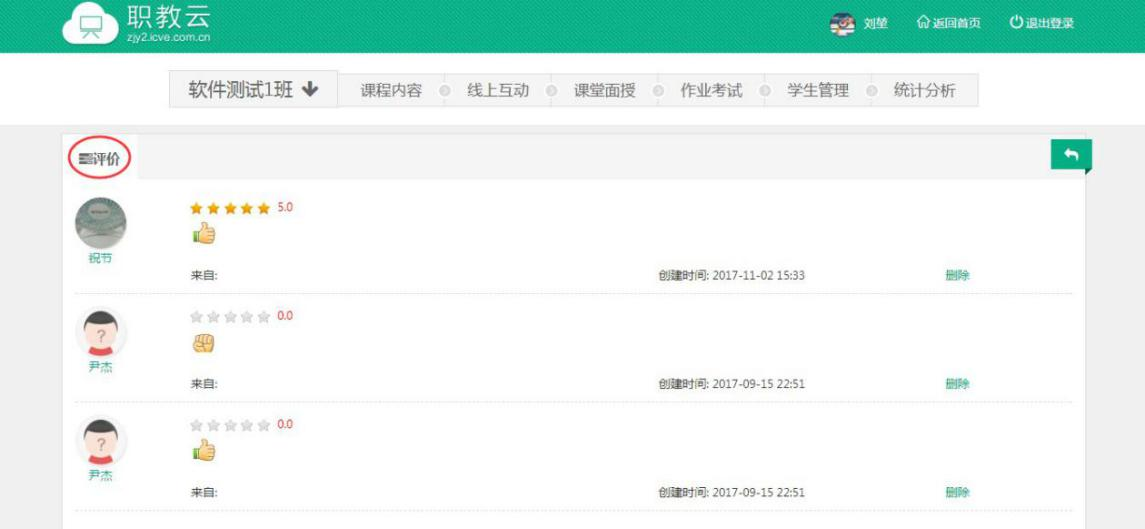 职教云
zjy2.icve.com.cn
刘堃 返回首页 退出登录
软件测试1班 课程内容 线上互动 课堂面授 作业考试 学生管理 统计分析
评价
5.0
祝节
来自: 创建时间: 2017-11-02 15:33 删除
0.0
尹杰
来自: 创建时间: 2017-09-15 22:51 删除
0.0
尹杰
来自: 创建时间: 2017-09-15 22:51 删除